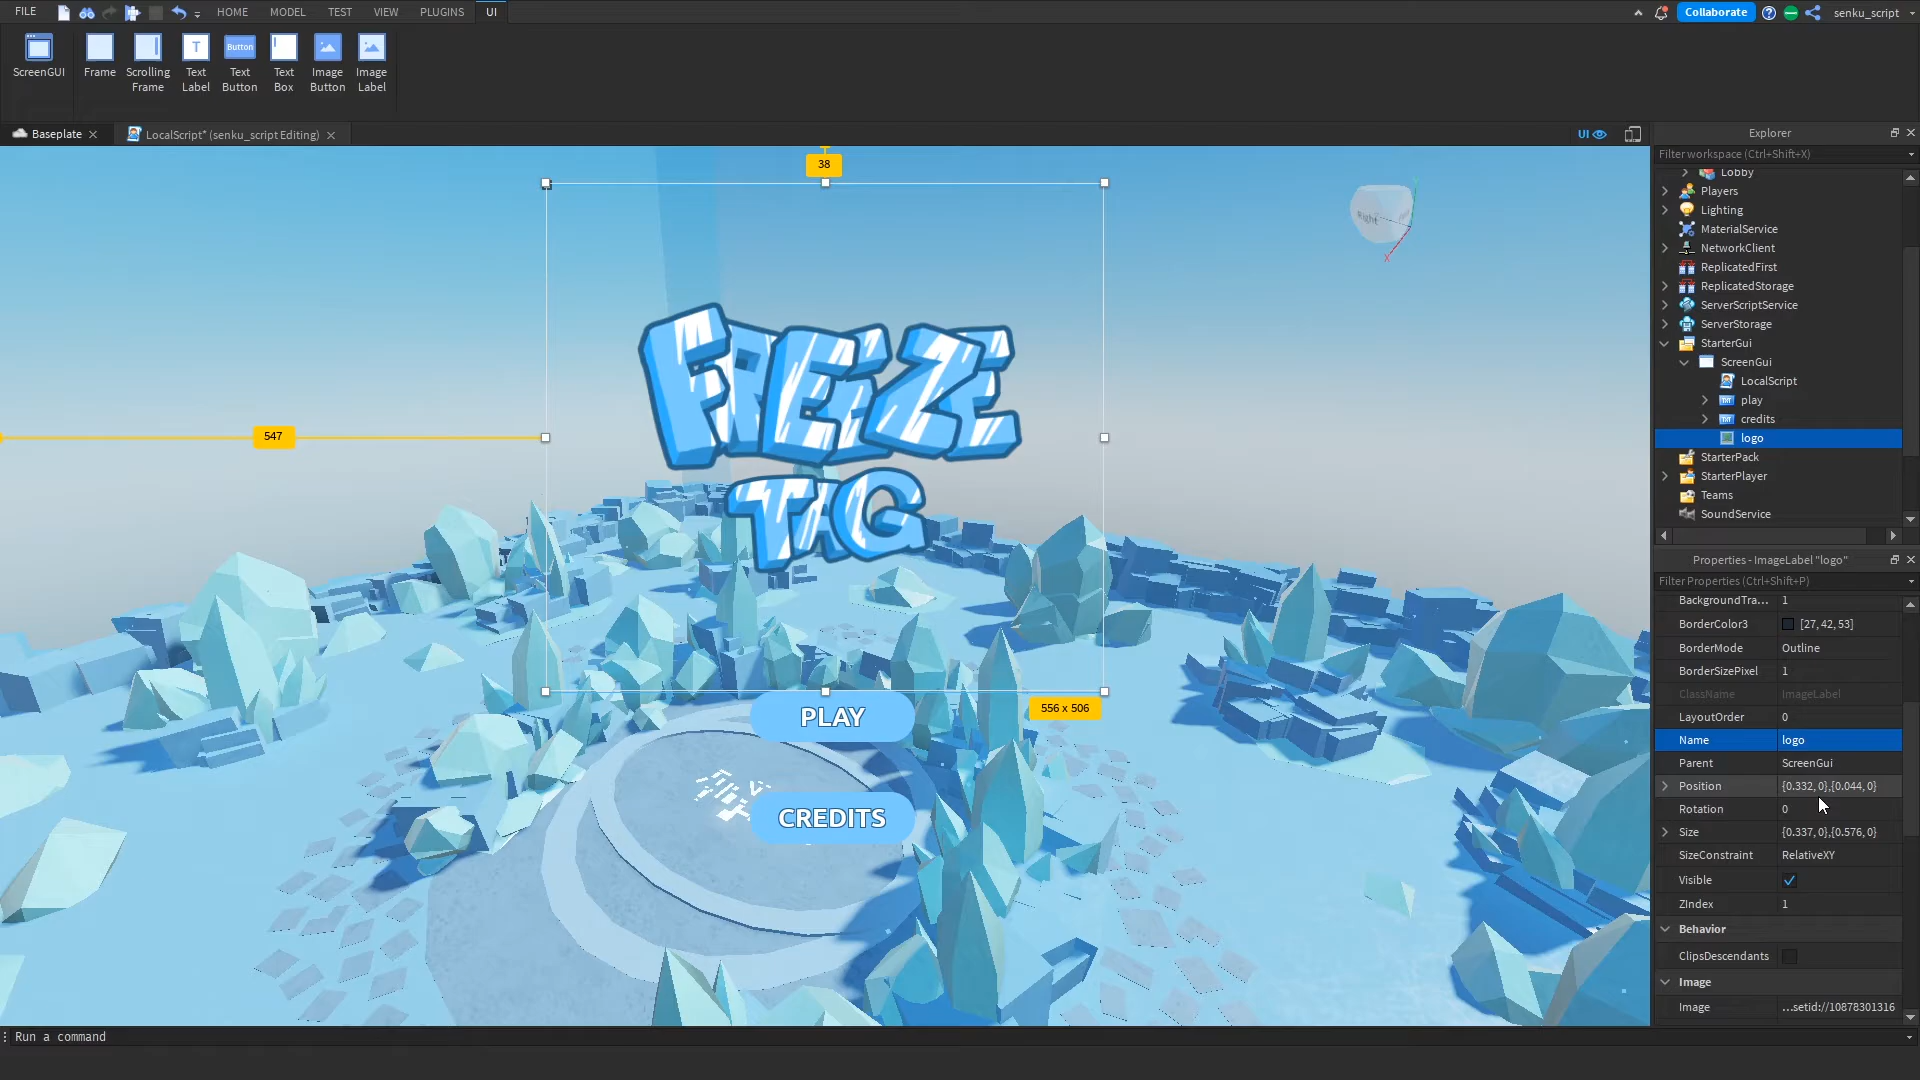 FILE
HOME
MODEL
TEST
VIEW
PLUGINS
UI
Collaborate
senku_script
ScreenGUI
Frame
Scrolling
Frame
T
Text
Label
Button
Text
Button
Text
Box
Image
Button
Image
Label
Baseplate
LocalScript* (senku_script Editing)
UI
38
547
Right
Y
X
FREEZE
TAG
556 x 506
PLAY
CREDITS
Explorer
Filter workspace (Ctrl+Shift+X)
Lobby
Players
Lighting
MaterialService
NetworkClient
ReplicatedFirst
ReplicatedStorage
ServerScriptService
ServerStorage
StarterGui
ScreenGui
LocalScript
play
credits
logo
StarterPack
StarterPlayer
Teams
SoundService
Properties - ImageLabel "logo"
Filter Properties (Ctrl+Shift+P)
BackgroundTra... 1
BorderColor3 [27, 42, 53]
BorderMode Outline
BorderSizePixel 1
ClassName ImageLabel
LayoutOrder 0
Name logo
Parent ScreenGui
Position {0.332, 0},{0.044, 0}
Rotation 0
Size {0.337, 0},{0.576, 0}
SizeConstraint RelativeXY
Visible
ZIndex 1
Behavior
ClipsDescendants
Image
Image ...setid://10878301316
Run a command